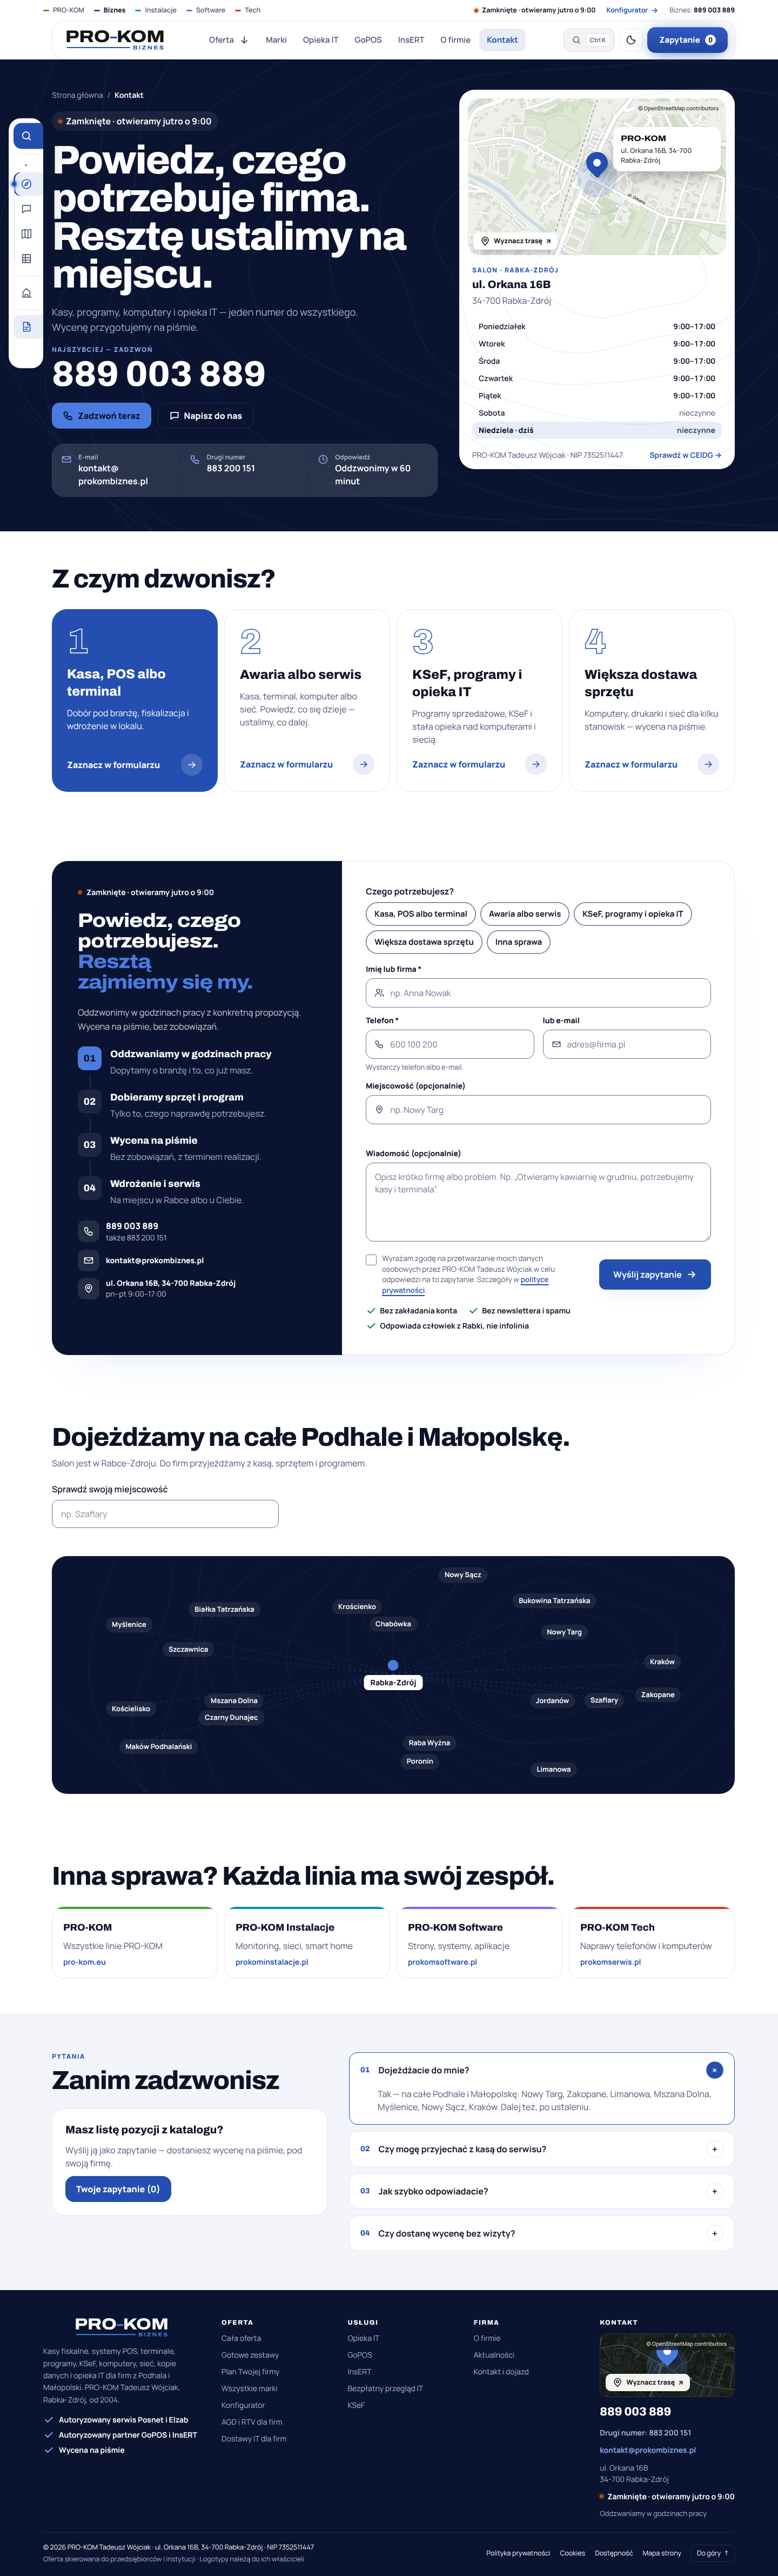 PRO-KOM
Biznes
Instalacje
Software
Tech
Zamknięte · otwieramy jutro o 9:00
Konfigurator →
Biznes: 889 003 889
PRO-KOM
BIZNES
Oferta
Marki
Opieka IT
GoPOS
InsERT
O firmie
Kontakt
Ctrl K
Zapytanie 0
Strona główna / Kontakt
Zamknięte · otwieramy jutro o 9:00
Powiedz, czego
potrzebuje firma.
Resztę ustalimy na
miejscu.
Kasy, programy, komputery i opieka IT — jeden numer do wszystkiego.
Wycenę przygotujemy na piśmie.
NAJSZYBCIEJ — ZADZWOŃ
889 003 889
Zadzwoń teraz
Napisz do nas
E-mail
kontakt@
prokombiznes.pl
Drugi numer
883 200 151
Odpowiedź
Oddzwonimy w 60
minut
© OpenStreetMap contributors
PRO-KOM
ul. Orkana 16B, 34-700
Rabka-Zdrój
ul. Orkana
Wyznacz trasę ↗
SALON · RABKA-ZDRÓJ
ul. Orkana 16B
34-700 Rabka-Zdrój
Poniedziałek 9:00–17:00
Wtorek 9:00–17:00
Środa 9:00–17:00
Czwartek 9:00–17:00
Piątek 9:00–17:00
Sobota nieczynne
Niedziela · dziś nieczynne
PRO-KOM Tadeusz Wójciak · NIP 7352511447
Sprawdź w CEIDG →
Z czym dzwonisz?
1
Kasa, POS albo
terminal
Dobór pod branżę, fiskalizacja i
wdrożenie w lokalu.
Zaznacz w formularzu
2
Awaria albo serwis
Kasa, terminal, komputer albo
sieć. Powiedz, co się dzieje —
ustalimy, co dalej.
Zaznacz w formularzu
3
KSeF, programy i
opieka IT
Programy sprzedażowe, KSeF i
stała opieka nad komputerami i
siecią.
Zaznacz w formularzu
4
Większa dostawa
sprzętu
Komputery, drukarki i sieć dla kilku
stanowisk — wycena na piśmie.
Zaznacz w formularzu
Zamknięte · otwieramy jutro o 9:00
Powiedz, czego
potrzebujesz.
Resztą
zajmiemy się my.
Oddzwonimy w godzinach pracy z konkretną propozycją.
Wycena na piśmie, bez zobowiązań.
01
Oddzwaniamy w godzinach pracy
Dopytamy o branżę i to, co już masz.
02
Dobieramy sprzęt i program
Tylko to, czego naprawdę potrzebujesz.
03
Wycena na piśmie
Bez zobowiązań, z terminem realizacji.
04
Wdrożenie i serwis
Na miejscu w Rabce albo u Ciebie.
889 003 889
także 883 200 151
kontakt@prokombiznes.pl
ul. Orkana 16B, 34-700 Rabka-Zdrój
pn–pt 9:00–17:00
Czego potrzebujesz?
Kasa, POS albo terminal
Awaria albo serwis
KSeF, programy i opieka IT
Większa dostawa sprzętu
Inna sprawa
Imię lub firma *
np. Anna Nowak
Telefon *
600 100 200
lub e-mail
adres@firma.pl
Wystarczy telefon albo e-mail.
Miejscowość (opcjonalnie)
np. Nowy Targ
Wiadomość (opcjonalnie)
Opisz krótko firmę albo problem. Np. „Otwieramy kawiarnię w grudniu, potrzebujemy
kasy i terminala”.
Wyrażam zgodę na przetwarzanie moich danych
osobowych przez PRO-KOM Tadeusz Wójciak w celu
odpowiedzi na to zapytanie. Szczegóły w polityce
prywatności.
Wyślij zapytanie →
Bez zakładania konta
Bez newslettera i spamu
Odpowiada człowiek z Rabki, nie infolinia
Dojeżdżamy na całe Podhale i Małopolskę.
Salon jest w Rabce-Zdroju. Do firm przyjeżdżamy z kasą, sprzętem i programem.
Sprawdź swoją miejscowość
np. Szaflary
Nowy Sącz
Bukowina Tatrzańska
Krościenko
Białka Tatrzańska
Chabówka
Myślenice
Nowy Targ
Szczawnica
Kraków
Rabka-Zdrój
Zakopane
Mszana Dolna
Jordanów
Szaflary
Kościelisko
Czarny Dunajec
Raba Wyżna
Maków Podhalański
Poronin
Limanowa
Inna sprawa? Każda linia ma swój zespół.
PRO-KOM
Wszystkie linie PRO-KOM
pro-kom.eu
PRO-KOM Instalacje
Monitoring, sieci, smart home
prokominstalacje.pl
PRO-KOM Software
Strony, systemy, aplikacje
prokomsoftware.pl
PRO-KOM Tech
Naprawy telefonów i komputerów
prokomserwis.pl
PYTANIA
Zanim zadzwonisz
Masz listę pozycji z katalogu?
Wyślij ją jako zapytanie — dostaniesz wycenę na piśmie, pod
swoją firmę.
Twoje zapytanie (0)
01 Dojeżdżacie do mnie?
Tak — na całe Podhale i Małopolskę: Nowy Targ, Zakopane, Limanowa, Mszana Dolna,
Myślenice, Nowy Sącz, Kraków. Dalej też, po ustaleniu.
02 Czy mogę przyjechać z kasą do serwisu? +
03 Jak szybko odpowiadacie? +
04 Czy dostanę wycenę bez wizyty? +
PRO-KOM
BIZNES
Kasy fiskalne, systemy POS, terminale,
programy, KSeF, komputery, sieć, kopie
danych i opieka IT dla firm z Podhala i
Małopolski. PRO-KOM Tadeusz Wójciak,
Rabka-Zdrój, od 2004.
Autoryzowany serwis Posnet i Elzab
Autoryzowany partner GoPOS i InsERT
Wycena na piśmie
OFERTA
Cała oferta
Gotowe zestawy
Plan Twojej firmy
Wszystkie marki
Konfigurator
AGD i RTV dla firm
Dostawy IT dla firm
USŁUGI
Opieka IT
GoPOS
InsERT
Bezpłatny przegląd IT
KSeF
FIRMA
O firmie
Aktualności
Kontakt i dojazd
KONTAKT
© OpenStreetMap contributors
Wyznacz trasę ↗
889 003 889
Drugi numer: 883 200 151
kontakt@prokombiznes.pl
ul. Orkana 16B
34-700 Rabka-Zdrój
Zamknięte · otwieramy jutro o 9:00
Oddzwaniamy w godzinach pracy
© 2026 PRO-KOM Tadeusz Wójciak · ul. Orkana 16B, 34-700 Rabka-Zdrój · NIP 7352511447
Oferta skierowana do przedsiębiorców i instytucji · Logotypy należą do ich właścicieli
Polityka prywatności
Cookies
Dostępność
Mapa strony
Do góry ↑